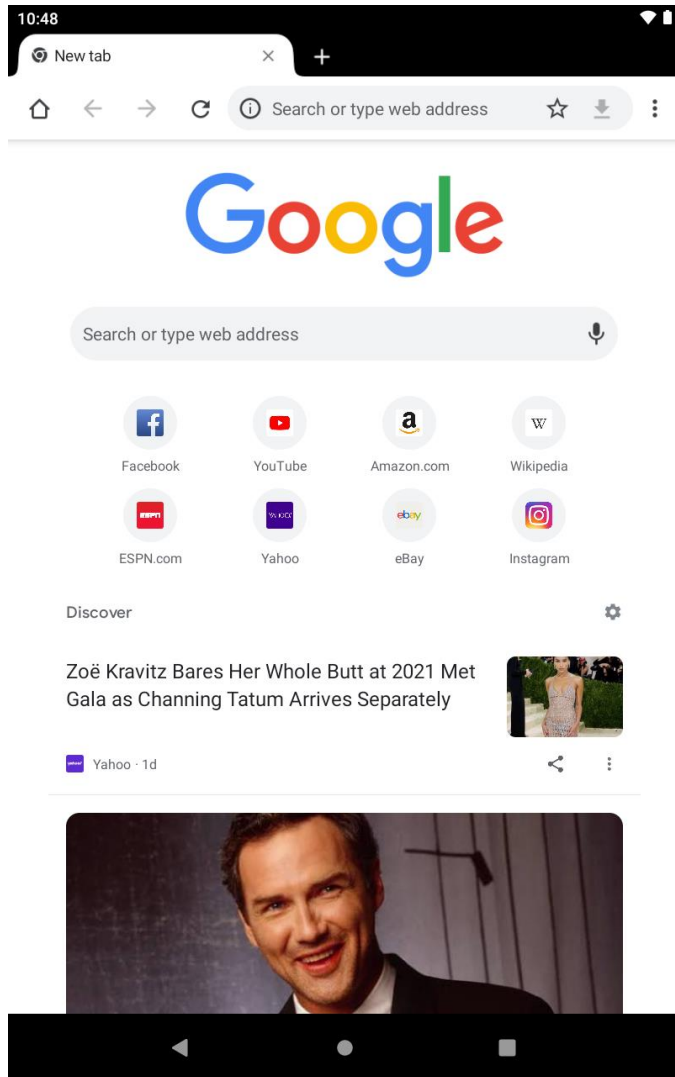 10:48
New tab
Search or type web address
Google
Search or type web address
Facebook
YouTube
Amazon.com
Wikipedia
ESPN.com
Yahoo
eBay
Instagram
Discover
Zoë Kravitz Bares Her Whole Butt at 2021 Met
Gala as Channing Tatum Arrives Separately
Yahoo · 1d